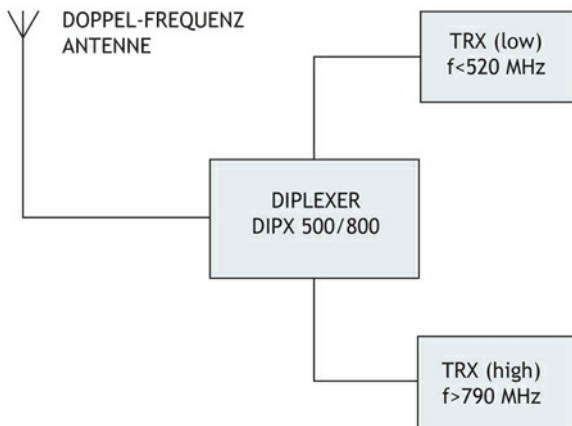 DOPPEL-FREQUENZ
ANTENNE
TRX (low)
f<520 MHz
DIPLEXER
DIPX 500/800
TRX (high)
f>790 MHz